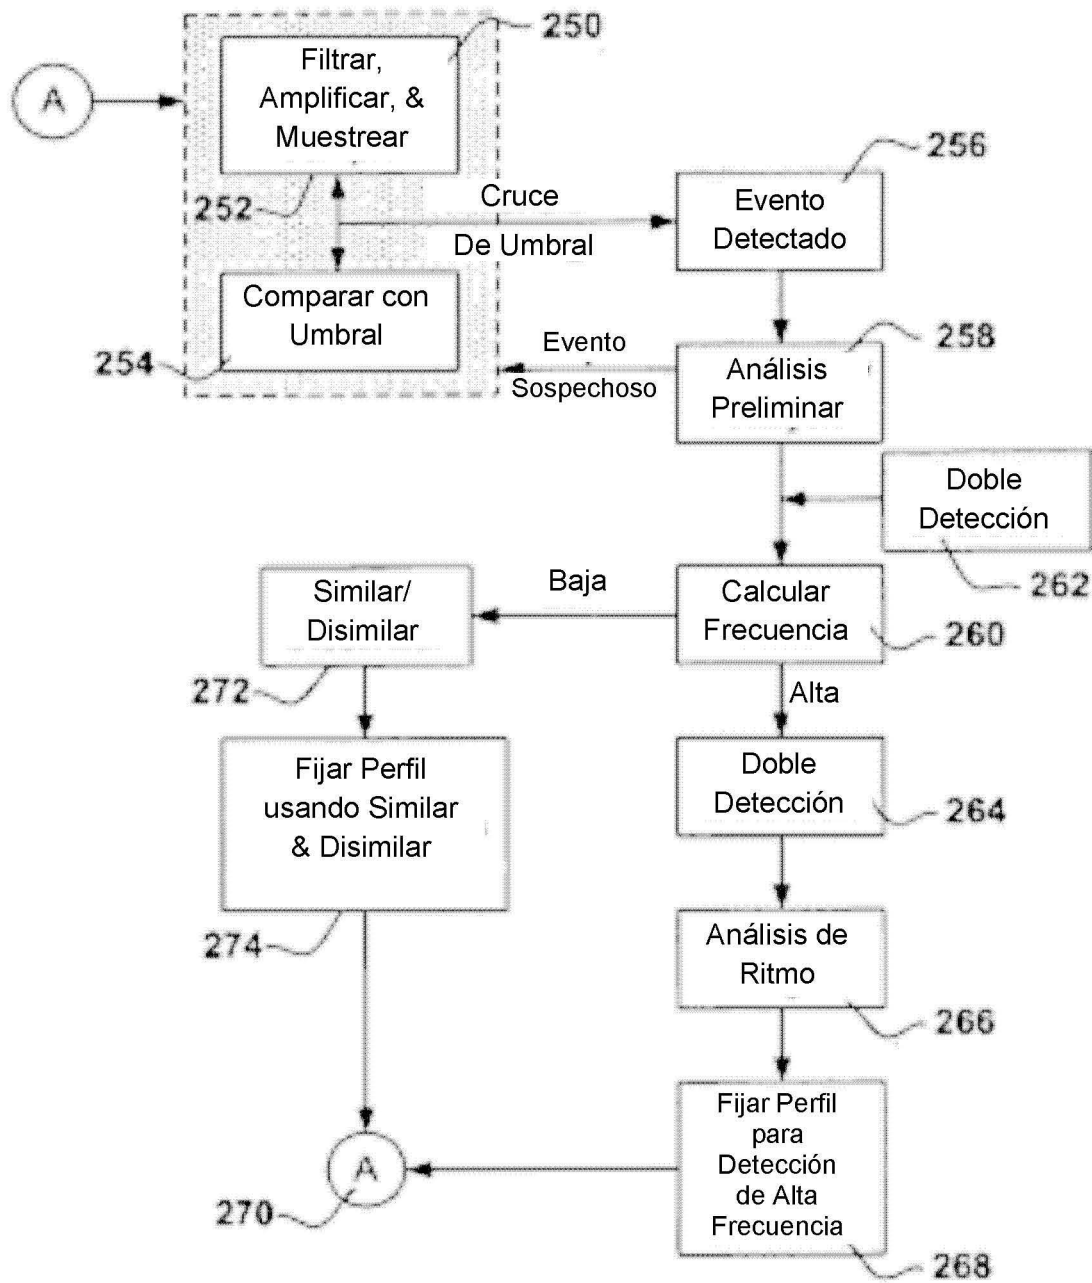 250
Filtrar,
Amplificar, &
Muestrear
A
252
Cruce
De Umbral
256
Evento
Detectado
Comparar con
Umbral
254
Evento
Sospechoso
258
Análisis
Preliminar
Doble
Detección
262
Similar/
Disimilar
272
Baja
Calcular
Frecuencia
260
Alta
Fijar Perfil
usando Similar
& Disimilar
274
Doble
Detección
264
Análisis de
Ritmo
266
A
270
Fijar Perfil
para
Detección
de Alta
Frecuencia
268